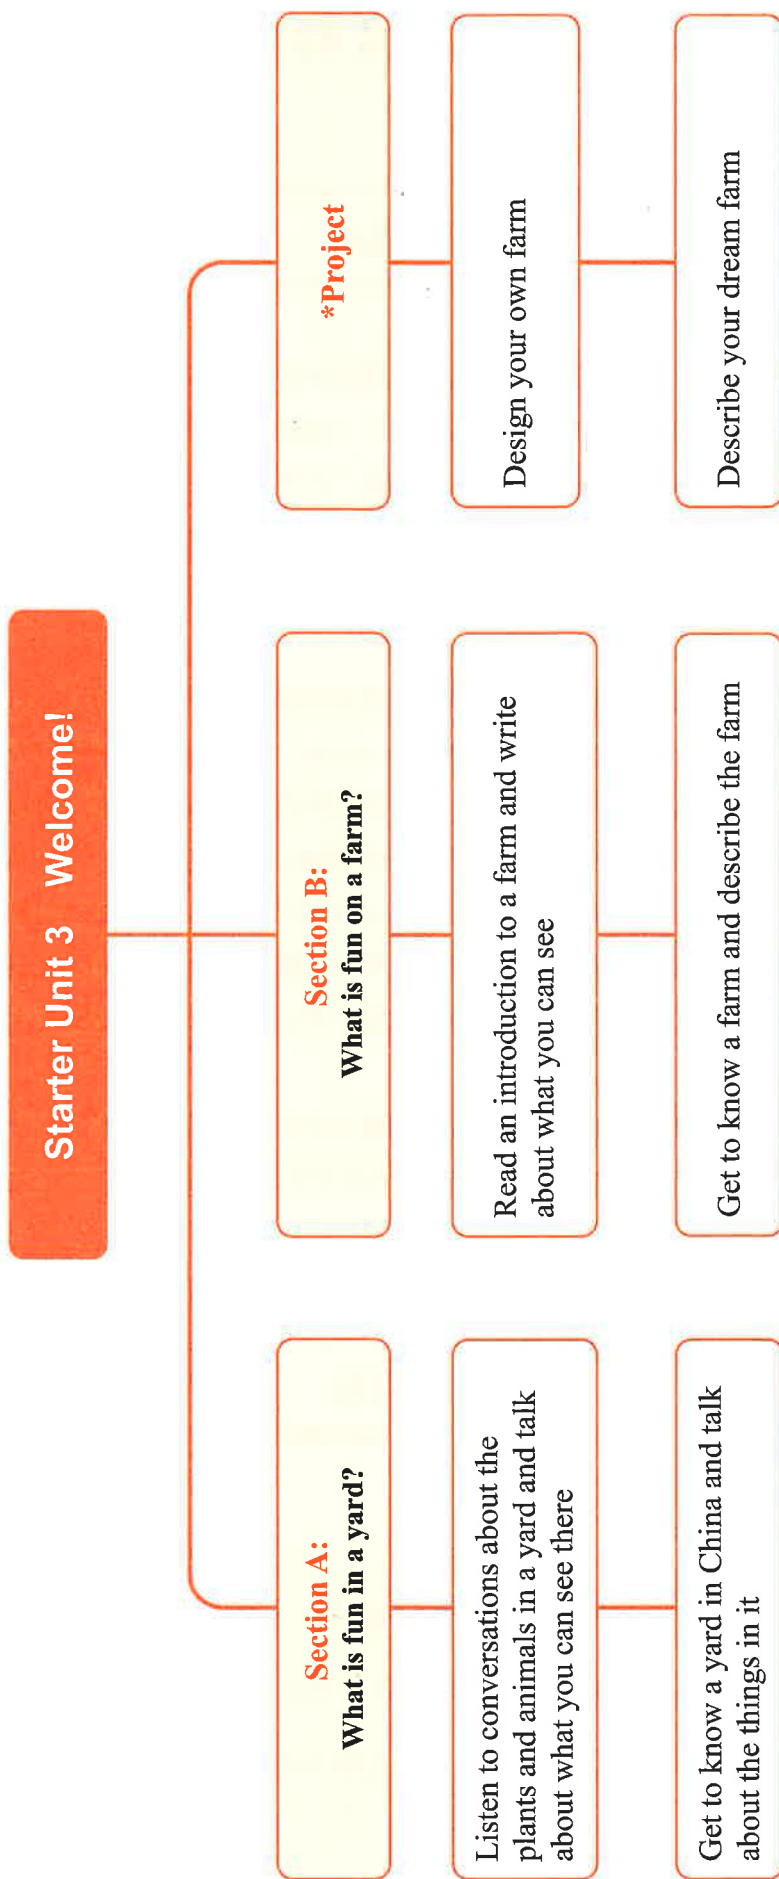 Starter Unit 3 Welcome!
Section A:
What is fun in a yard?
Listen to conversations about the
plants and animals in a yard and talk
about what you can see there
Get to know a yard in China and talk
about the things in it
Section B:
What is fun on a farm?
Read an introduction to a farm and write
about what you can see
Get to know a farm and describe the farm
*Project
Design your own farm
Describe your dream farm